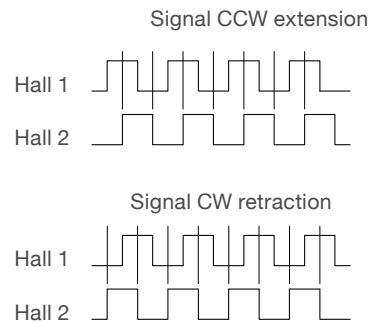 Signal CCW extension
Hall 1
Hall 2
Signal CW retraction
Hall 1
Hall 2